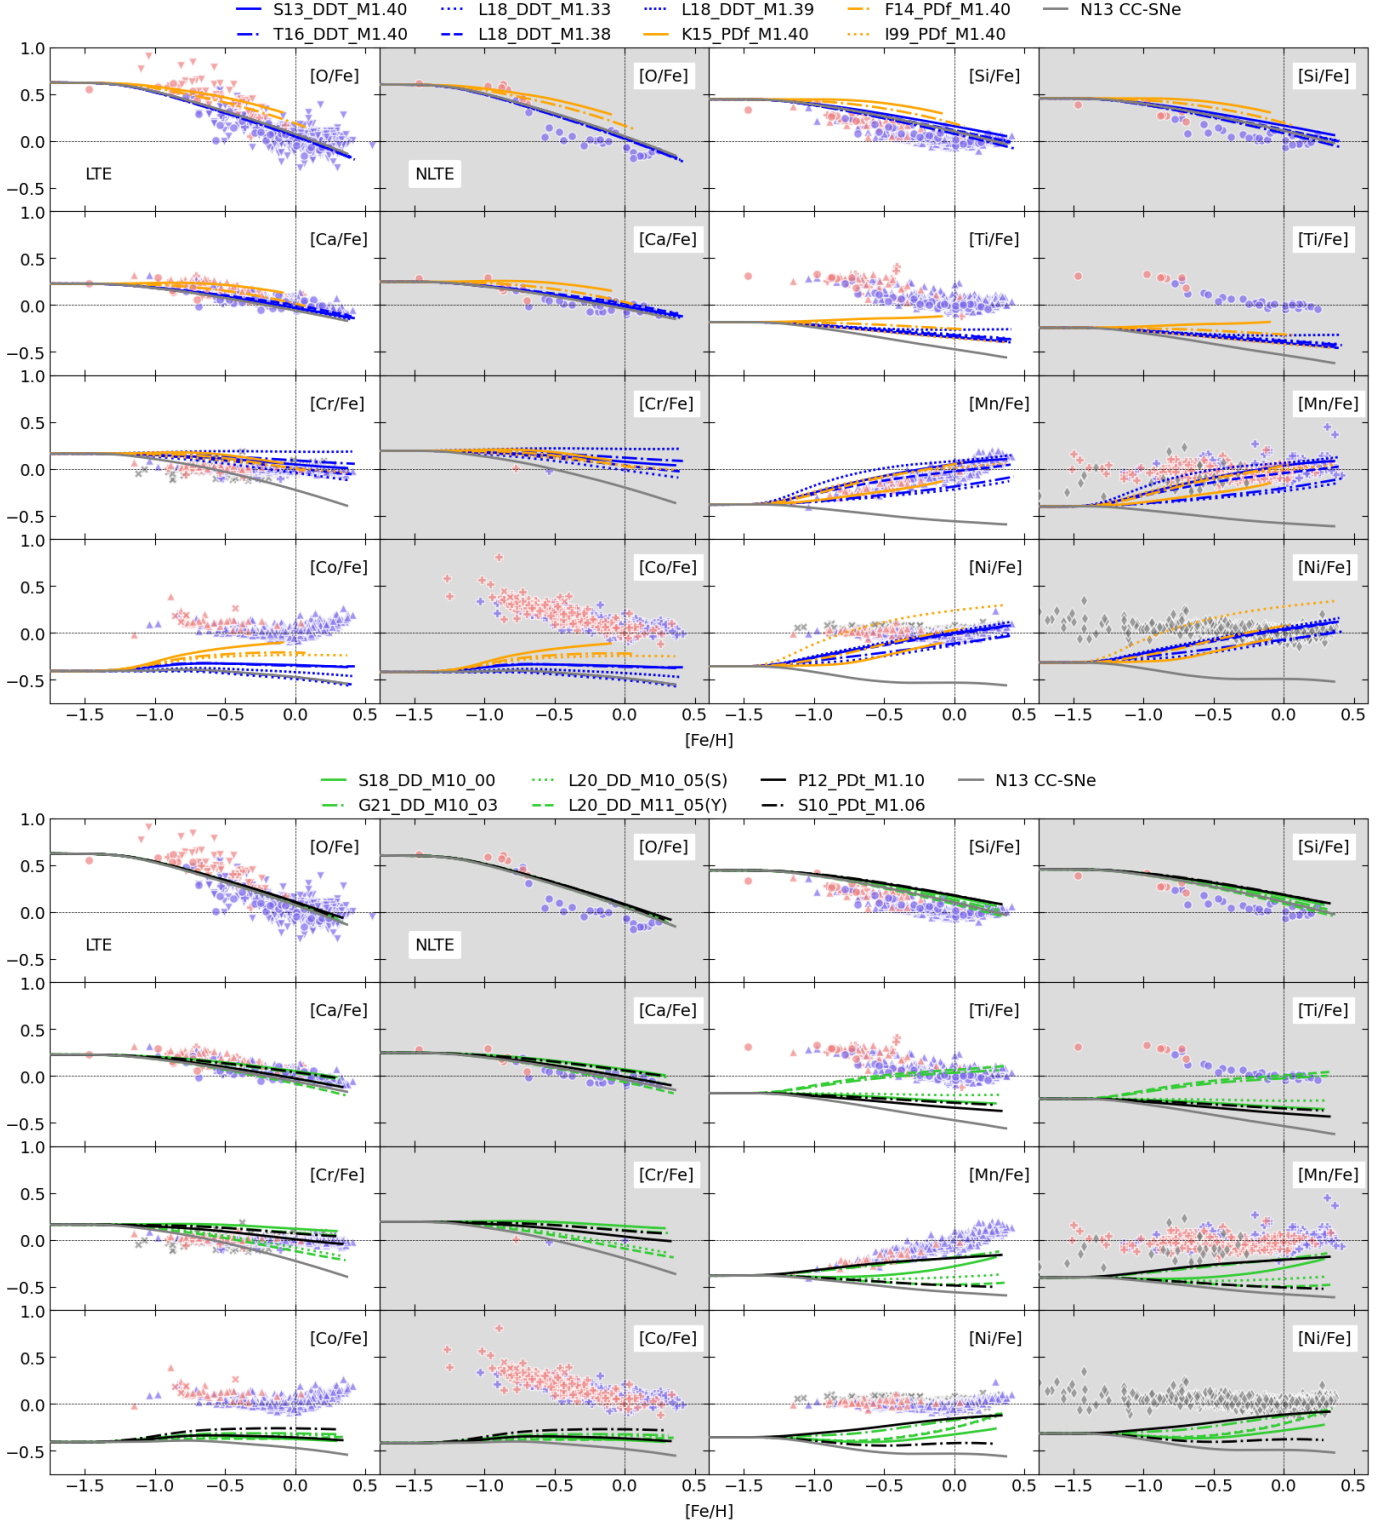 S13_DDT_M1.40 L18_DDT_M1.33 L18_DDT_M1.39 F14_PDf_M1.40 N13 CC-SNe
T16_DDT_M1.40 L18_DDT_M1.38 K15_PDf_M1.40 I99_PDf_M1.40
1.0 [O/Fe] [O/Fe] [Si/Fe] [Si/Fe]
0.5
0.0
LTE NLTE
−0.5
1.0 [Ca/Fe] [Ca/Fe] [Ti/Fe] [Ti/Fe]
0.5
0.0
−0.5
1.0 [Cr/Fe] [Cr/Fe] [Mn/Fe] [Mn/Fe]
0.5
0.0
−0.5
1.0 [Co/Fe] [Co/Fe] [Ni/Fe] [Ni/Fe]
0.5
0.0
−0.5
−1.5 −1.0 −0.5 0.0 0.5 −1.5 −1.0 −0.5 0.0 0.5 −1.5 −1.0 −0.5 0.0 0.5 −1.5 −1.0 −0.5 0.0 0.5
[Fe/H] [Fe/H]
S18_DD_M10_00 L20_DD_M10_05(S) P12_PDt_M1.10 N13 CC-SNe
G21_DD_M10_03 L20_DD_M11_05(Y) S10_PDt_M1.06
1.0 [O/Fe] [O/Fe] [Si/Fe] [Si/Fe]
0.5
0.0
LTE NLTE
−0.5
1.0 [Ca/Fe] [Ca/Fe] [Ti/Fe] [Ti/Fe]
0.5
0.0
−0.5
1.0 [Cr/Fe] [Cr/Fe] [Mn/Fe] [Mn/Fe]
0.5
0.0
−0.5
1.0 [Co/Fe] [Co/Fe] [Ni/Fe] [Ni/Fe]
0.5
0.0
−0.5
−1.5 −1.0 −0.5 0.0 0.5 −1.5 −1.0 −0.5 0.0 0.5 −1.5 −1.0 −0.5 0.0 0.5 −1.5 −1.0 −0.5 0.0 0.5
[Fe/H] [Fe/H]